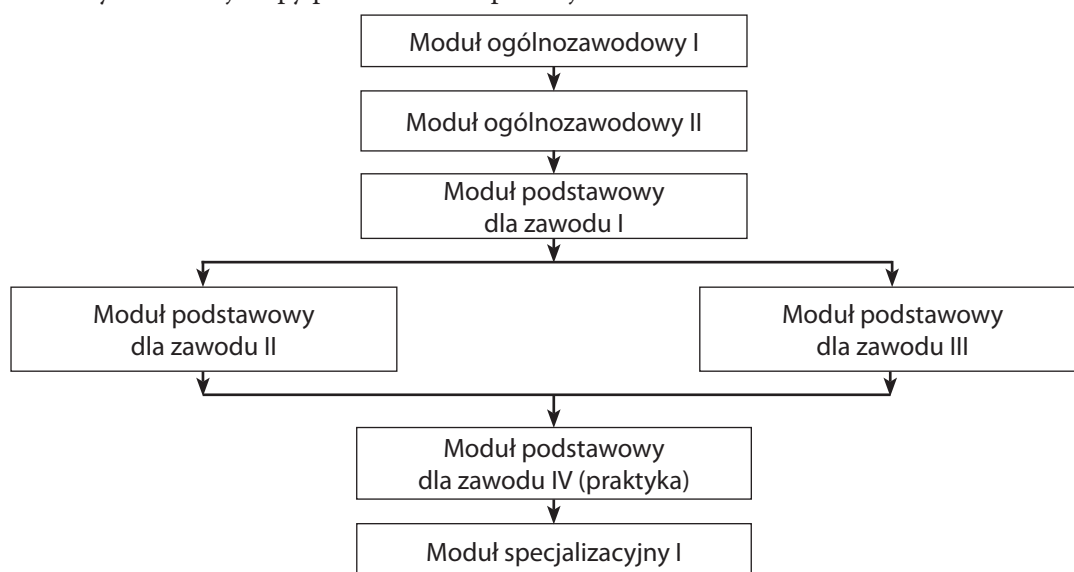 Moduł ogólnozawodowy I
Moduł ogólnozawodowy II
Moduł podstawowy
dla zawodu I
Moduł podstawowy
dla zawodu II
Moduł podstawowy
dla zawodu III
Moduł podstawowy
dla zawodu IV (praktyka)
Moduł specjalizacyjny I